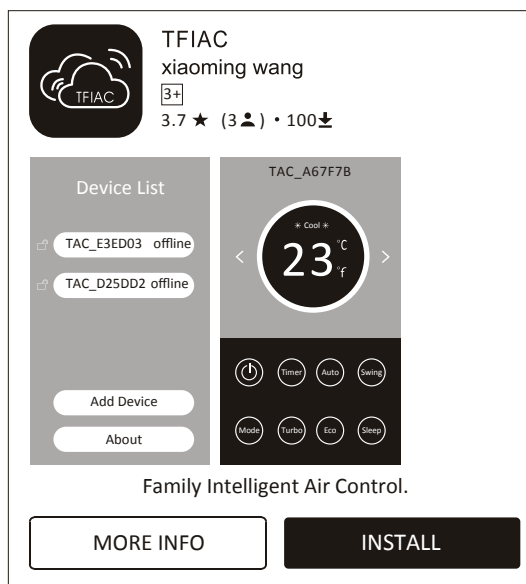 TFIAC
TFIAC
xiaoming wang
3+
3.7 ★ (3) • 100
Device List
TAC_E3ED03 offline
TAC_D25DD2 offline
Add Device
About
TAC_A67F7B
✳ Cool ✳
23 °C
°f
< >
Timer Auto Swing
Mode Turbo Eco Sleep
Family Intelligent Air Control.
MORE INFO INSTALL